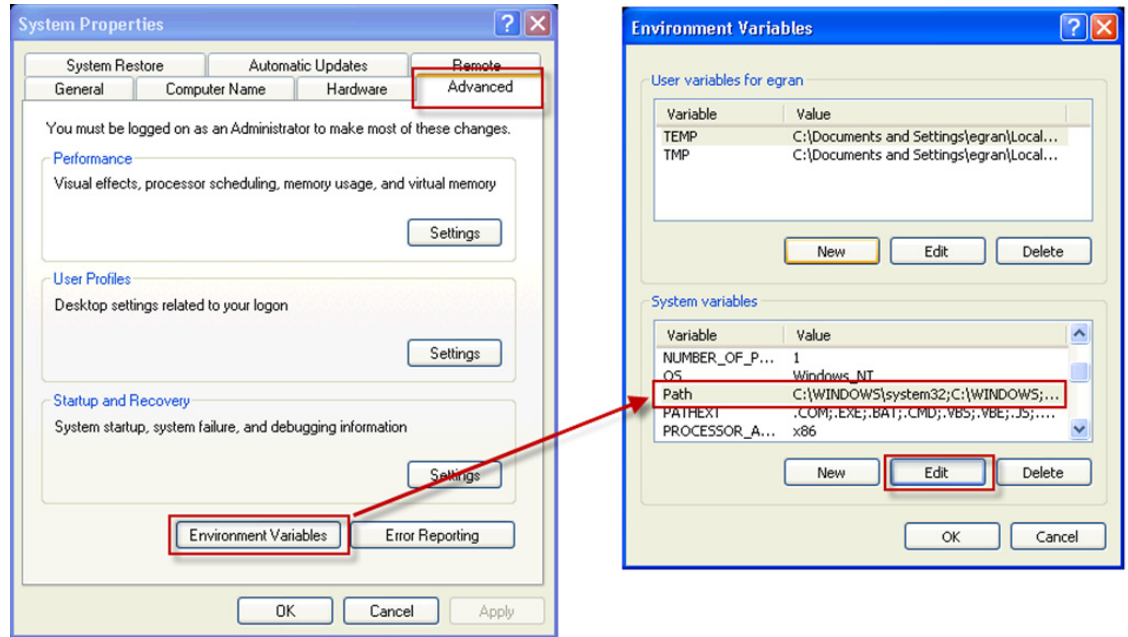 System Properties
System Restore Automatic Updates Remote
General Computer Name Hardware Advanced
You must be logged on as an Administrator to make most of these changes.
Performance
Visual effects, processor scheduling, memory usage, and virtual memory
Settings
User Profiles
Desktop settings related to your logon
Settings
Startup and Recovery
System startup, system failure, and debugging information
Settings
Environment Variables Error Reporting
OK Cancel Apply
Environment Variables
User variables for egran
Variable Value
TEMP C:\Documents and Settings\egran\Local...
TMP C:\Documents and Settings\egran\Local...
New Edit Delete
System variables
Variable Value
NUMBER_OF_P... 1
OS Windows_NT
Path C:\WINDOWS\system32;C:\WINDOWS;...
PATHEXT .COM;.EXE;.BAT;.CMD;.VBS;.VBE;.JS;....
PROCESSOR_A... x86
New Edit Delete
OK Cancel